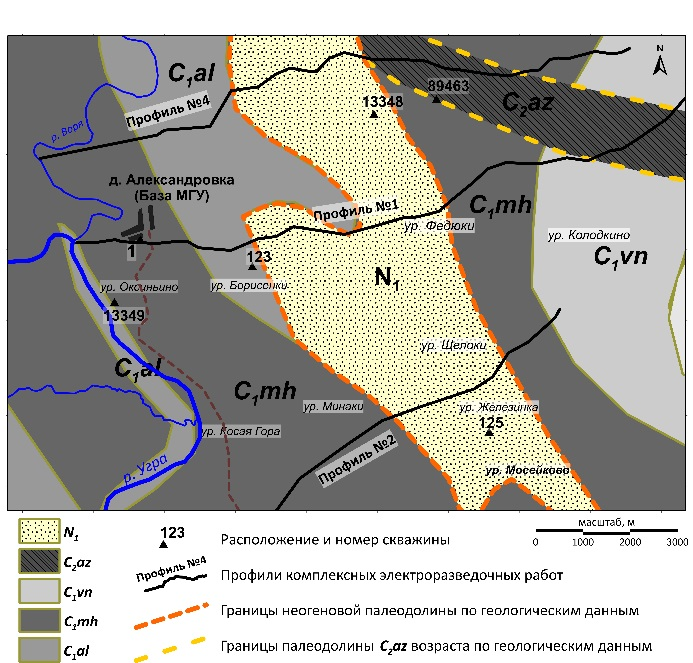 N
C₁al
89463
13348
C₂az
Профиль №4
р. Воря
д. Александровка
(База МГУ)
Профиль №1
C₁mh
ур. Федюки
ур. Колодкино
1
C₁vn
123
N₁
ур. Оксиньино
ур. Борисенки
13349
ур. Щелоки
C₁al
C₁mh
ур. Минаки
ур. Железинка
125
ур. Косая Гора
Профиль №2
р. Угра
ур. Мосейково
N₁
C₂az
C₁vn
C₁mh
C₁al
123
Расположение и номер скважины
Профиль №4
Профили комплексных электроразведочных работ
Границы неогеновой палеодолины по геологическим данным
Границы палеодолины C₂az возраста по геологическим данным
масштаб, м
0 1000 2000 3000